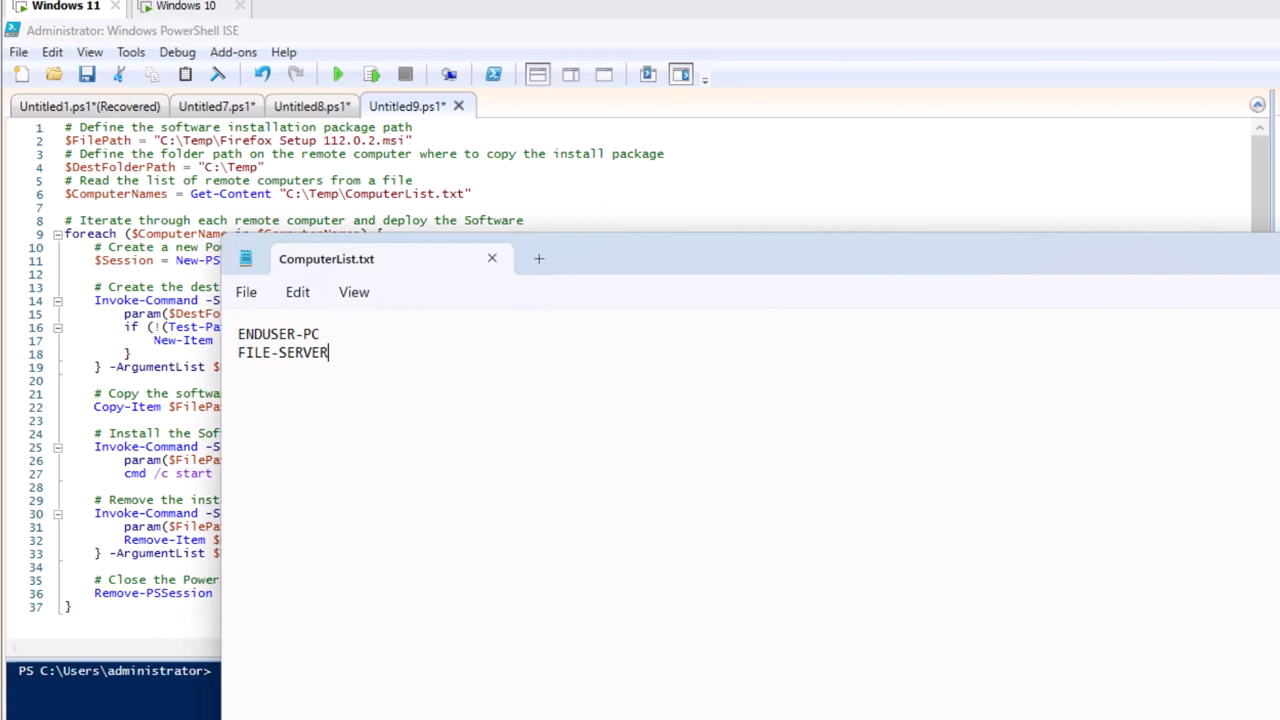 Windows 11
Windows 10
Administrator: Windows PowerShell ISE
File Edit View Tools Debug Add-ons Help
Untitled1.ps1*(Recovered) Untitled7.ps1* Untitled8.ps1* Untitled9.ps1*
1 # Define the software installation package path
2 $FilePath = "C:\Temp\Firefox Setup 112.0.2.msi"
3 # Define the folder path on the remote computer where to copy the install package
4 $DestFolderPath = "C:\Temp"
5 # Read the list of remote computers from a file
6 $ComputerNames = Get-Content "C:\Temp\ComputerList.txt"
7
8 # Iterate through each remote computer and deploy the Software
9 foreach ($ComputerName in $ComputerNames) {
10 # Create a new Po
11 $Session = New-PS
12
13 # Create the dest
14 Invoke-Command -S
15 param($DestFo
16 if (!(Test-Pa
17 New-Item
18 }
19 } -ArgumentList $
20
21 # Copy the softwa
22 Copy-Item $FilePa
23
24 # Install the Sof
25 Invoke-Command -S
26 param($FilePa
27 cmd /c start
28
29 # Remove the inst
30 Invoke-Command -S
31 param($FilePa
32 Remove-Item $
33 } -ArgumentList $
34
35 # Close the Power
36 Remove-PSSession
37 }
PS C:\Users\administrator>
ComputerList.txt
File Edit View
ENDUSER-PC
FILE-SERVER